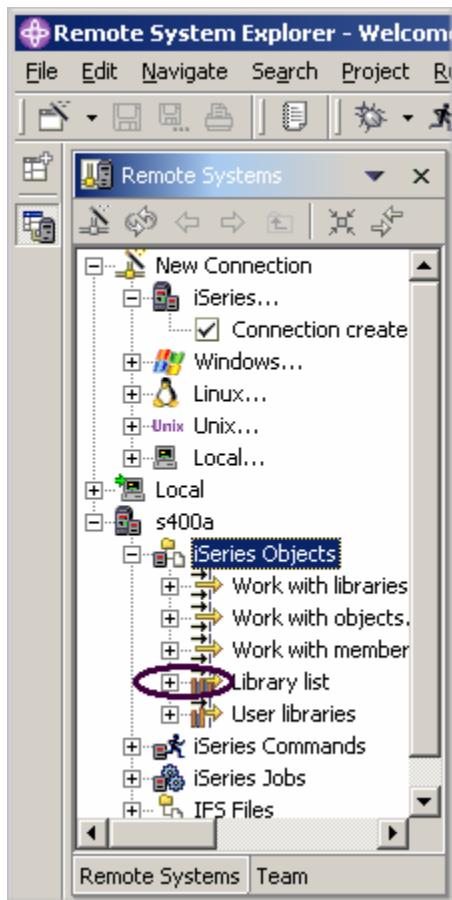 Remote System Explorer - Welcom
File Edit Navigate Search Project
Remote Systems
New Connection
iSeries...
Connection create
Windows...
Linux...
Unix Unix...
Local...
Local
s400a
iSeries Objects
Work with libraries
Work with objects.
Work with member
Library list
User libraries
iSeries Commands
iSeries Jobs
IFS Files
Remote Systems Team